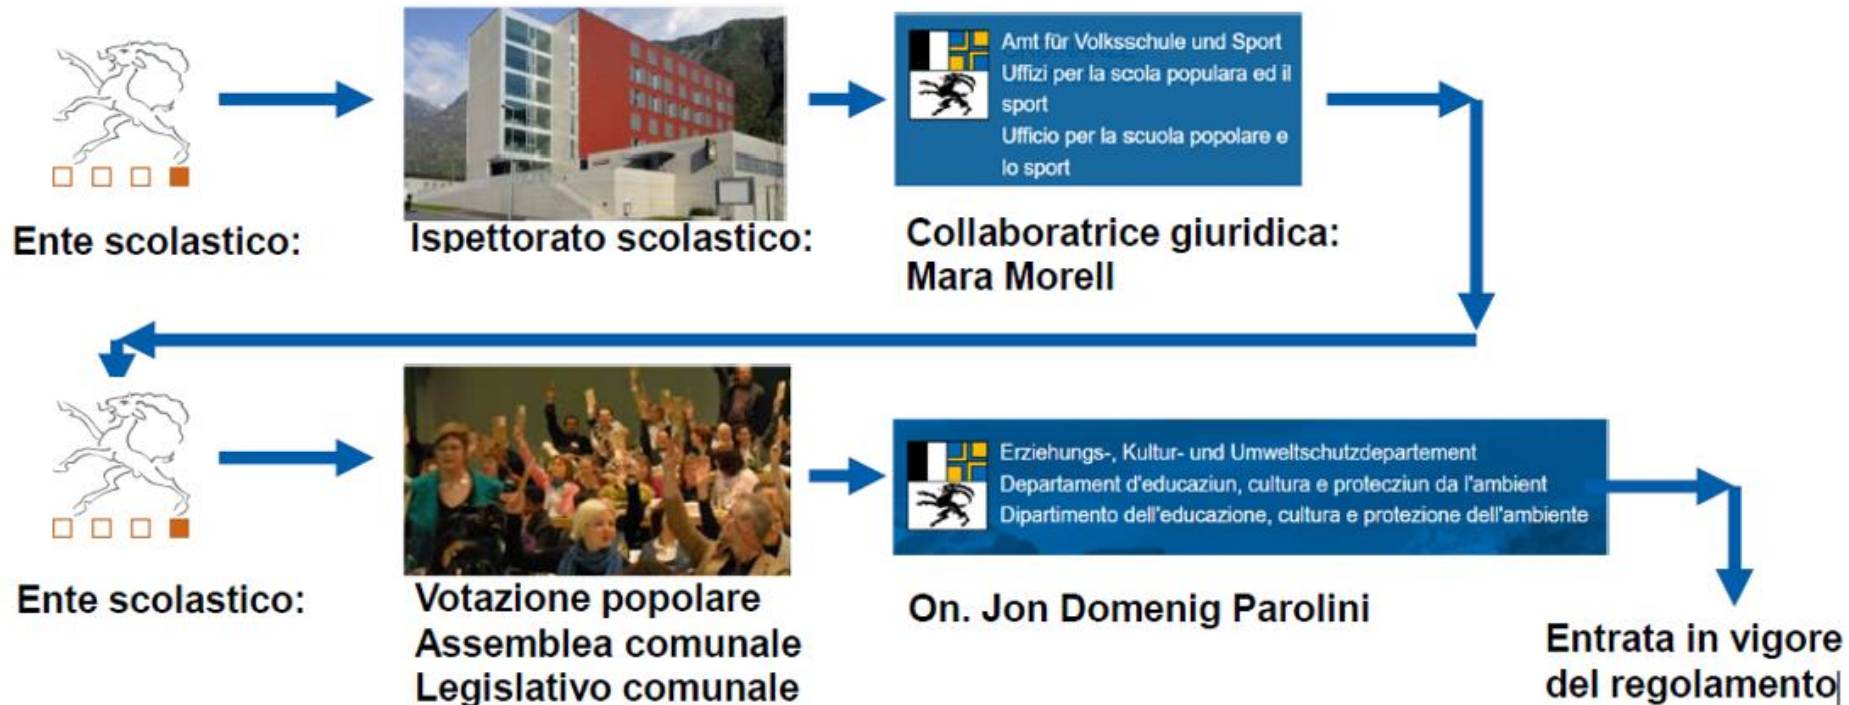 Amt für Volksschule und Sport
Uffizi per la scola populara ed il
sport
Ufficio per la scuola popolare e
lo sport
Ente scolastico:
Ispettorato scolastico:
Collaboratrice giuridica:
Mara Morell
Erziehungs-, Kultur- und Umweltschutzdepartement
Departament d'educaziun, cultura e protecziun da l'ambient
Dipartimento dell'educazione, cultura e protezione dell'ambiente
Ente scolastico:
Votazione popolare
Assemblea comunale
Legislativo comunale
On. Jon Domenig Parolini
Entrata in vigore
del regolamento